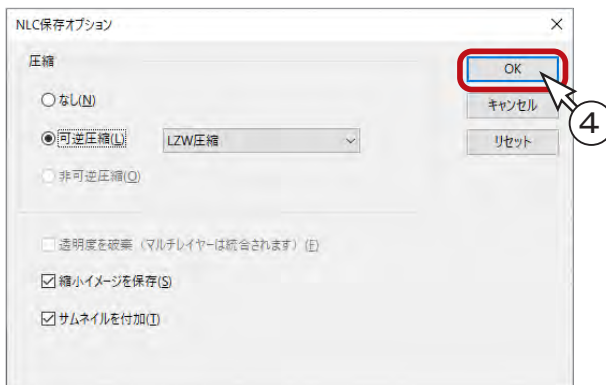 NLC保存オプション
圧縮
OK
なし(N)
キャンセル
④
可逆圧縮(L) LZW圧縮
リセット
非可逆圧縮(O)
透明度を破棄 (マルチレイヤーは統合されます) (F)
縮小イメージを保存(S)
サムネイルを付加(T)